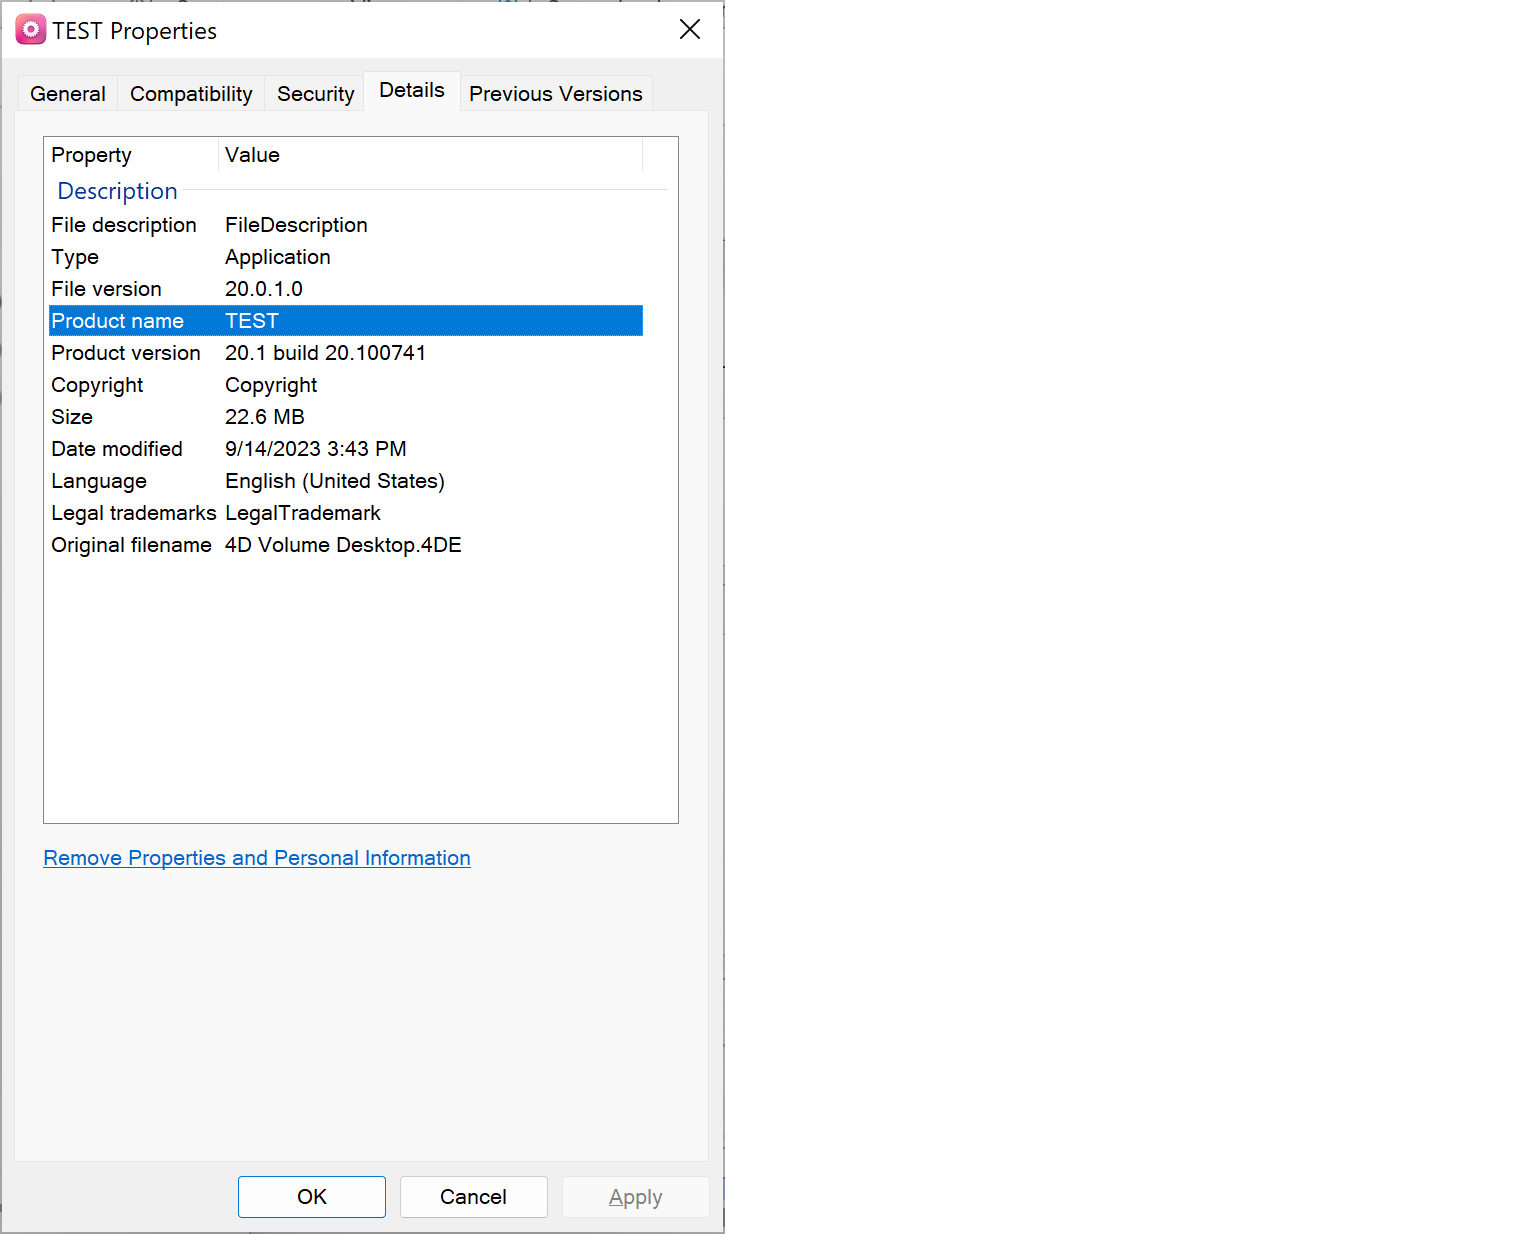 TEST Properties
General Compatibility Security Details Previous Versions
Property Value
Description
File description FileDescription
Type Application
File version 20.0.1.0
Product name TEST
Product version 20.1 build 20.100741
Copyright Copyright
Size 22.6 MB
Date modified 9/14/2023 3:43 PM
Language English (United States)
Legal trademarks LegalTrademark
Original filename 4D Volume Desktop.4DE
Remove Properties and Personal Information
OK Cancel Apply